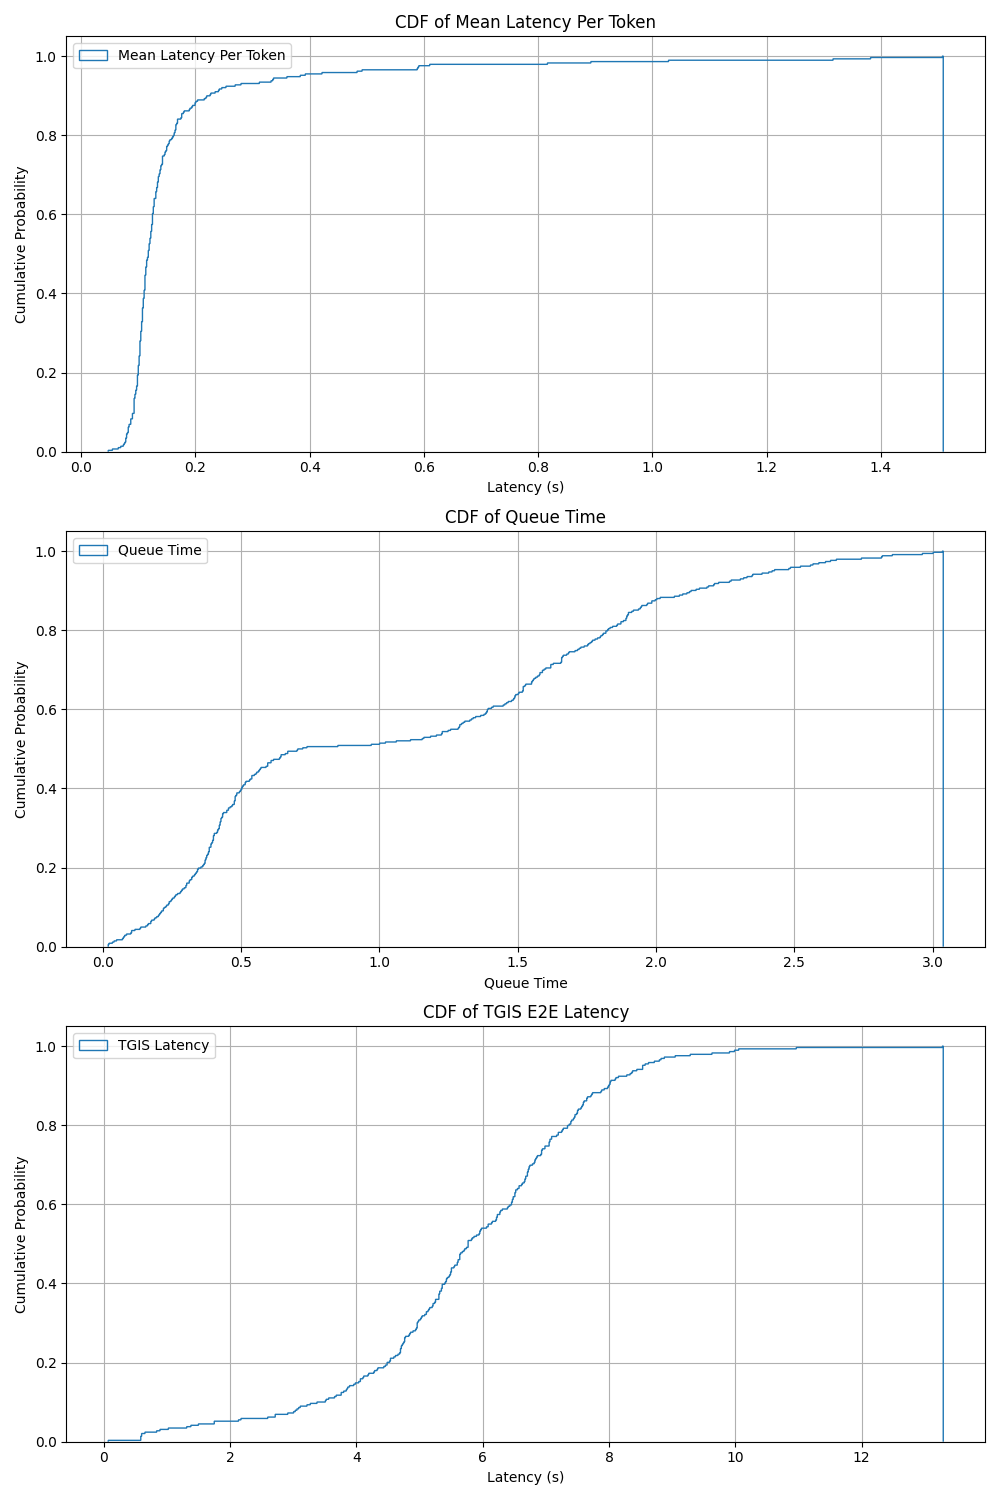 CDF of Mean Latency Per Token
Mean Latency Per Token
Cumulative Probability
1.0
0.8
0.6
0.4
0.2
0.0
0.0 0.2 0.4 0.6 0.8 1.0 1.2 1.4
Latency (s)
CDF of Queue Time
Queue Time
Cumulative Probability
1.0
0.8
0.6
0.4
0.2
0.0
0.0 0.5 1.0 1.5 2.0 2.5 3.0
Queue Time
CDF of TGIS E2E Latency
TGIS Latency
Cumulative Probability
1.0
0.8
0.6
0.4
0.2
0.0
0 2 4 6 8 10 12
Latency (s)